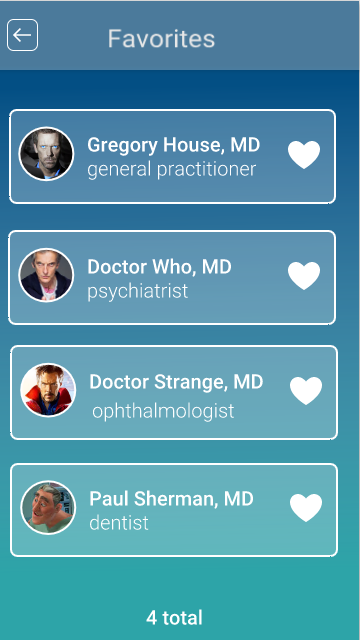 Favorites
Gregory House, MD
general practitioner
Doctor Who, MD
psychiatrist
Doctor Strange, MD
ophthalmologist
Paul Sherman, MD
dentist
4 total